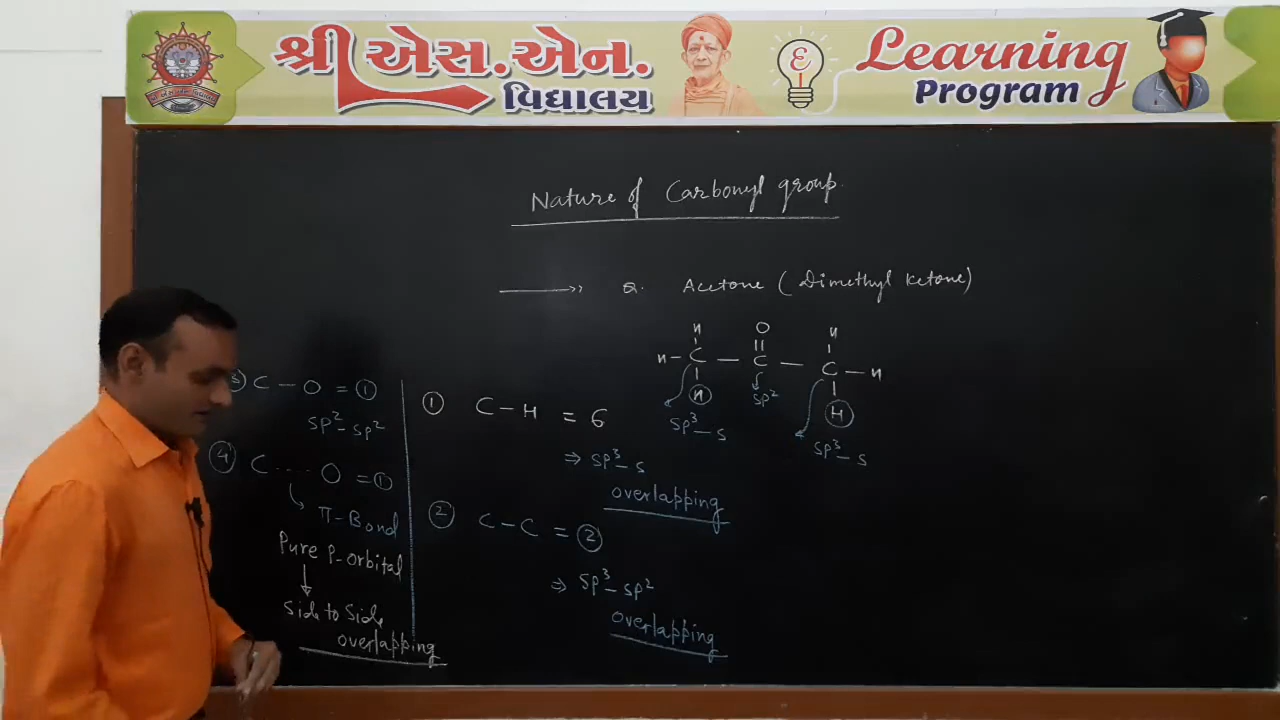 શ્રી એસ.એન.
વિદ્યાલય
Learning
Program
Nature of Carbonyl group.
Q. Acetone (Dimethyl Ketone)
H O H
H - C - C - C - H
H sp² H
sp³-s sp³-s
① C-H = 6
⇒ sp³-s
overlapping
② C-C = ②
⇒ sp³-sp²
overlapping
③ C-O = ①
sp²-sp²
④ C ---- O = ①
π-Bond
Pure P-orbital
↓
Side to Side
overlapping